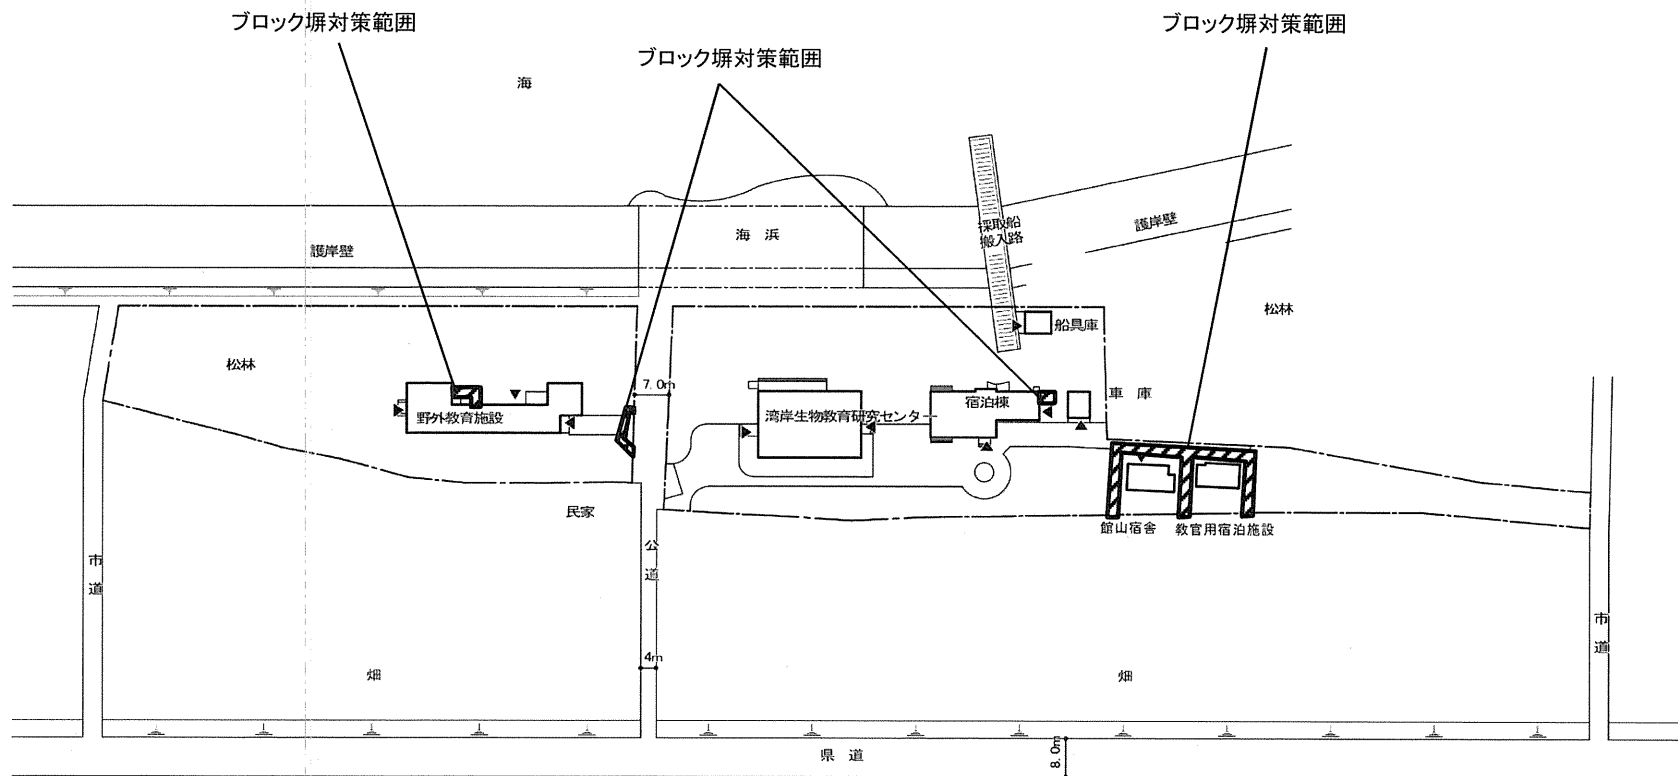 ブロック塀対策範囲
ブロック塀対策範囲
ブロック塀対策範囲
海
海 浜
護岸壁
採取船
搬入路
護岸壁
松林
船具庫
松林
7.0m
車 庫
野外教育施設
湾岸生物教育研究センター
宿泊棟
民家
館山宿舎
教官用宿泊施設
市道
公道
市道
4m
畑
畑
県 道
8.0m